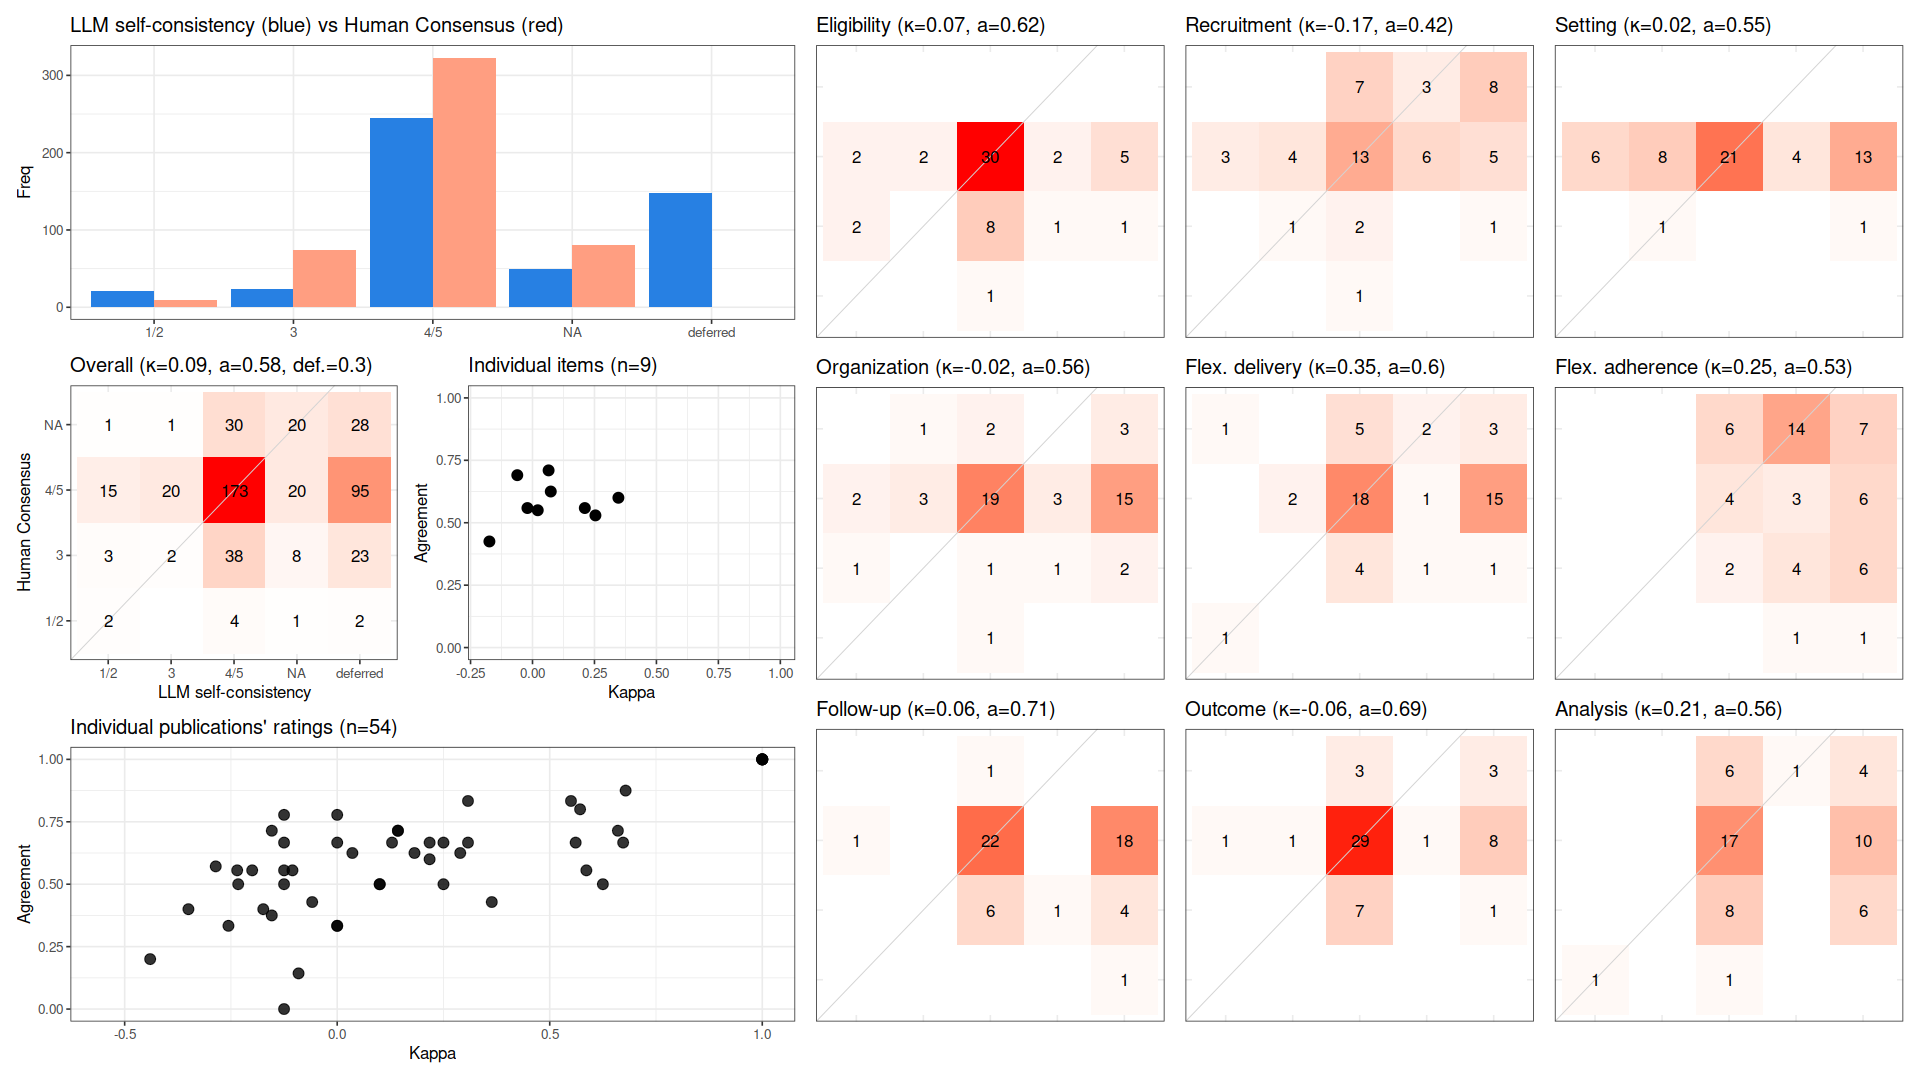 LLM self-consistency (blue) vs Human Consensus (red)
Freq
300
200
100
0
1/2 3 4/5 NA deferred
Overall (κ=0.09, a=0.58, def.=0.3)
Human Consensus
NA 1 1 30 20 28
4/5 15 20 173 20 95
3 3 2 38 8 23
1/2 2 4 1 2
1/2 3 4/5 NA deferred
LLM self-consistency
Individual items (n=9)
Agreement
1.00
0.75
0.50
0.25
0.00
-0.25 0.00 0.25 0.50 0.75 1.00
Kappa
Individual publications' ratings (n=54)
Agreement
1.00
0.75
0.50
0.25
0.00
-0.5 0.0 0.5 1.0
Kappa
Eligibility (κ=0.07, a=0.62)
2 2 30 2 5
2 8 1 1
1
Recruitment (κ=-0.17, a=0.42)
7 3 8
3 4 13 6 5
1 2 1
1
Setting (κ=0.02, a=0.55)
6 8 21 4 13
1 1
Organization (κ=-0.02, a=0.56)
1 2 3
2 3 19 3 15
1 1 1 2
1
Flex. delivery (κ=0.35, a=0.6)
1 5 2 3
2 18 1 15
4 1 1
1
Flex. adherence (κ=0.25, a=0.53)
6 14 7
4 3 6
2 4 6
1 1
Follow-up (κ=0.06, a=0.71)
1
1 22 18
6 1 4
1
Outcome (κ=-0.06, a=0.69)
3 3
1 1 29 1 8
7 1
Analysis (κ=0.21, a=0.56)
6 1 4
17 10
8 6
1 1